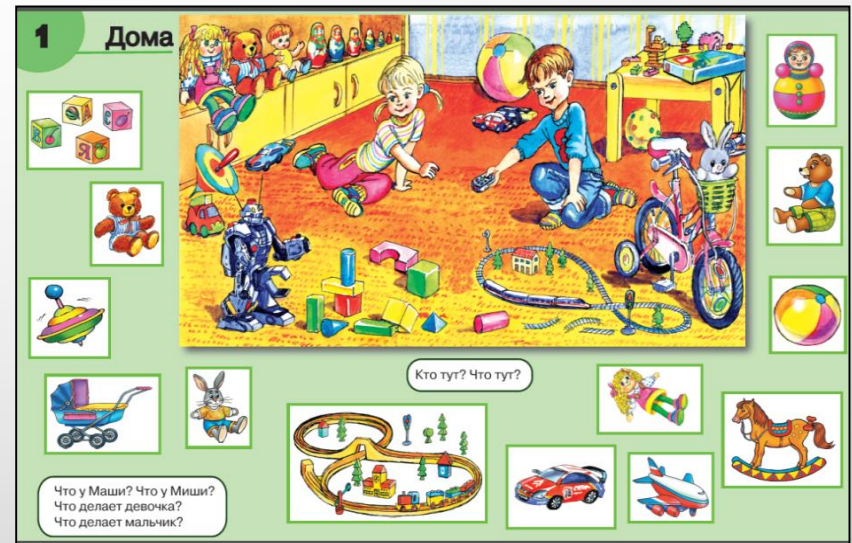 1 Дома
Кто тут? Что тут?
Что у Маши? Что у Миши?
Что делает девочка?
Что делает мальчик?